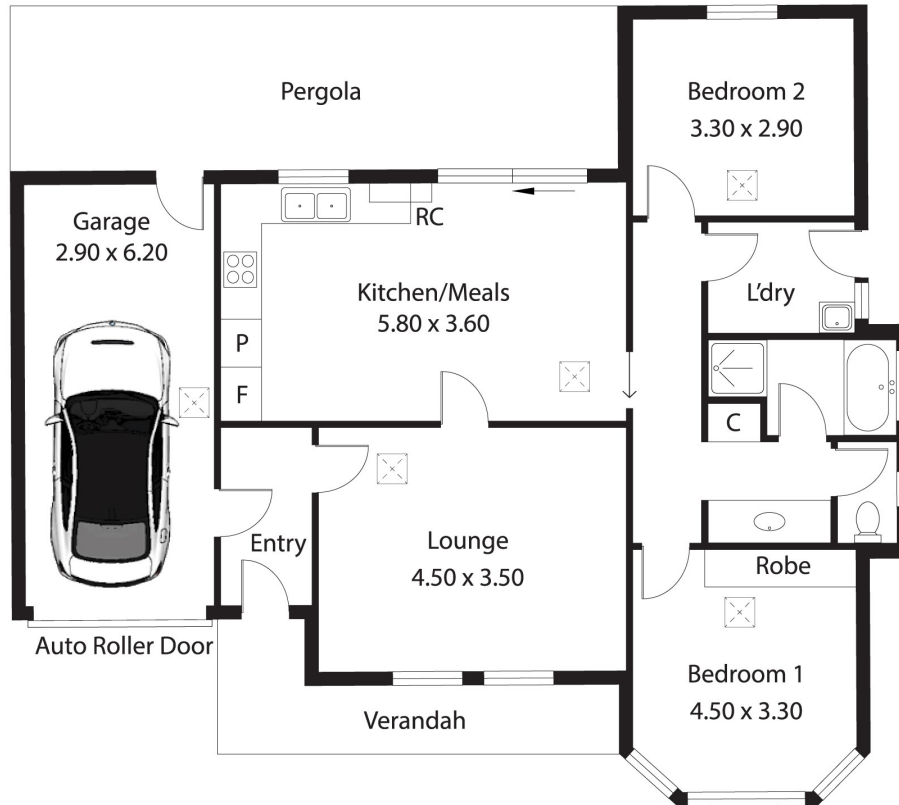 Pergola
Bedroom 2
3.30 x 2.90
Garage
2.90 x 6.20
RC
Kitchen/Meals
5.80 x 3.60
L'dry
P
F
C
Entry
Lounge
4.50 x 3.50
Robe
Auto Roller Door
Bedroom 1
4.50 x 3.30
Verandah